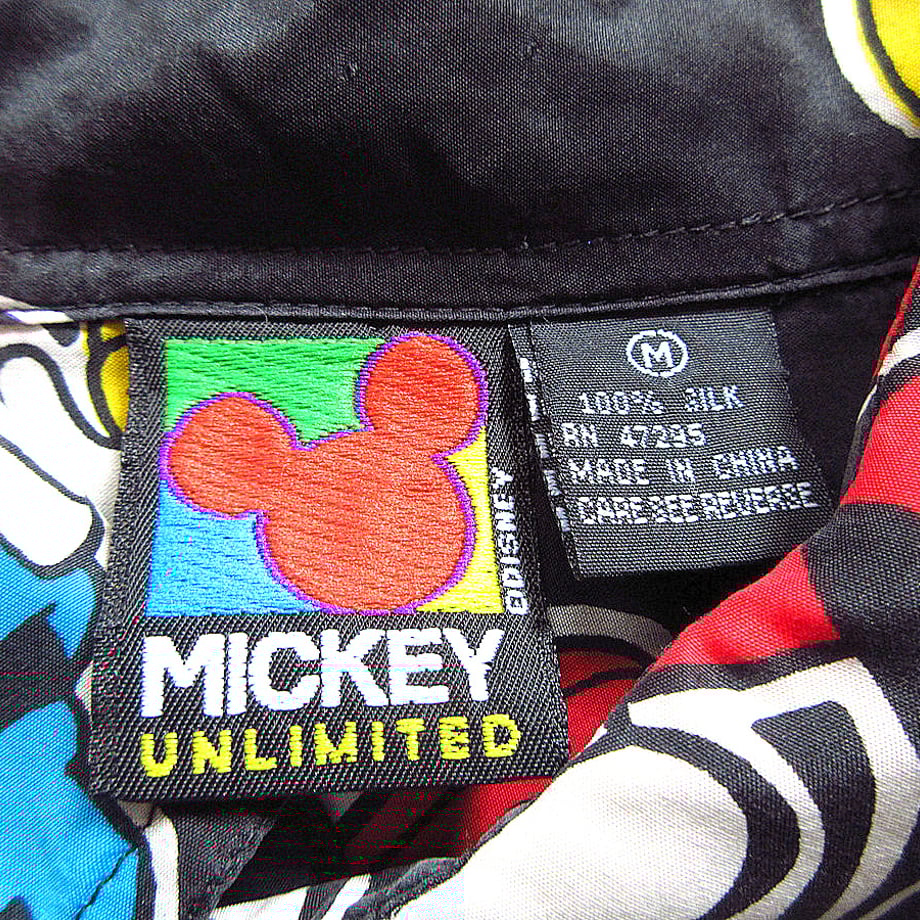 MICKEY
UNLIMITED
©DISNEY
M
100% SILK
RN 47295
MADE IN CHINA
CARE SEE REVERSE